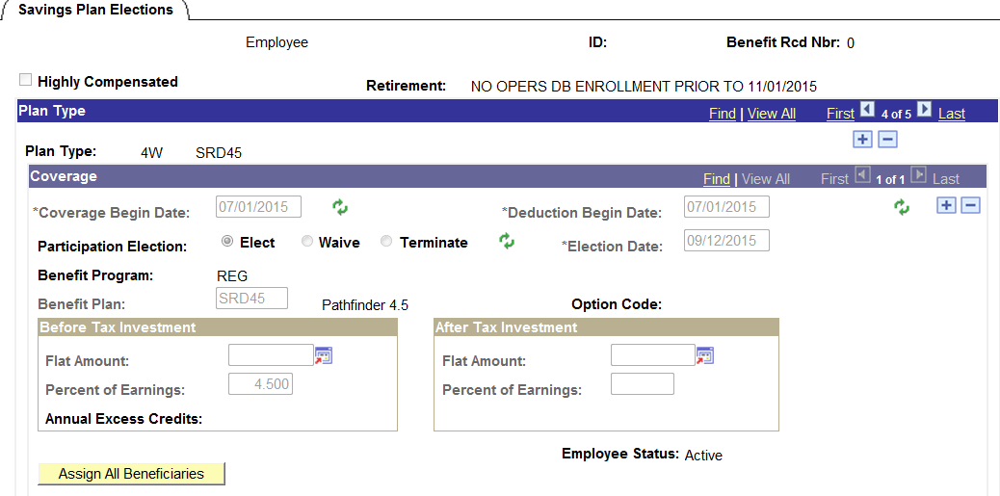 Savings Plan Elections
Employee ID: Benefit Rcd Nbr: 0
Highly Compensated Retirement: NO OPERS DB ENROLLMENT PRIOR TO 11/01/2015
Plan Type Find | View All First 4 of 5 Last
Plan Type: 4W SRD45
Coverage Find | View All First 1 of 1 Last
*Coverage Begin Date: 07/01/2015 *Deduction Begin Date: 07/01/2015
Participation Election: Elect Waive Terminate *Election Date: 09/12/2015
Benefit Program: REG
Benefit Plan: SRD45 Pathfinder 4.5 Option Code:
Before Tax Investment After Tax Investment
Flat Amount: Flat Amount:
Percent of Earnings: 4.500 Percent of Earnings:
Annual Excess Credits:
Employee Status: Active
Assign All Beneficiaries